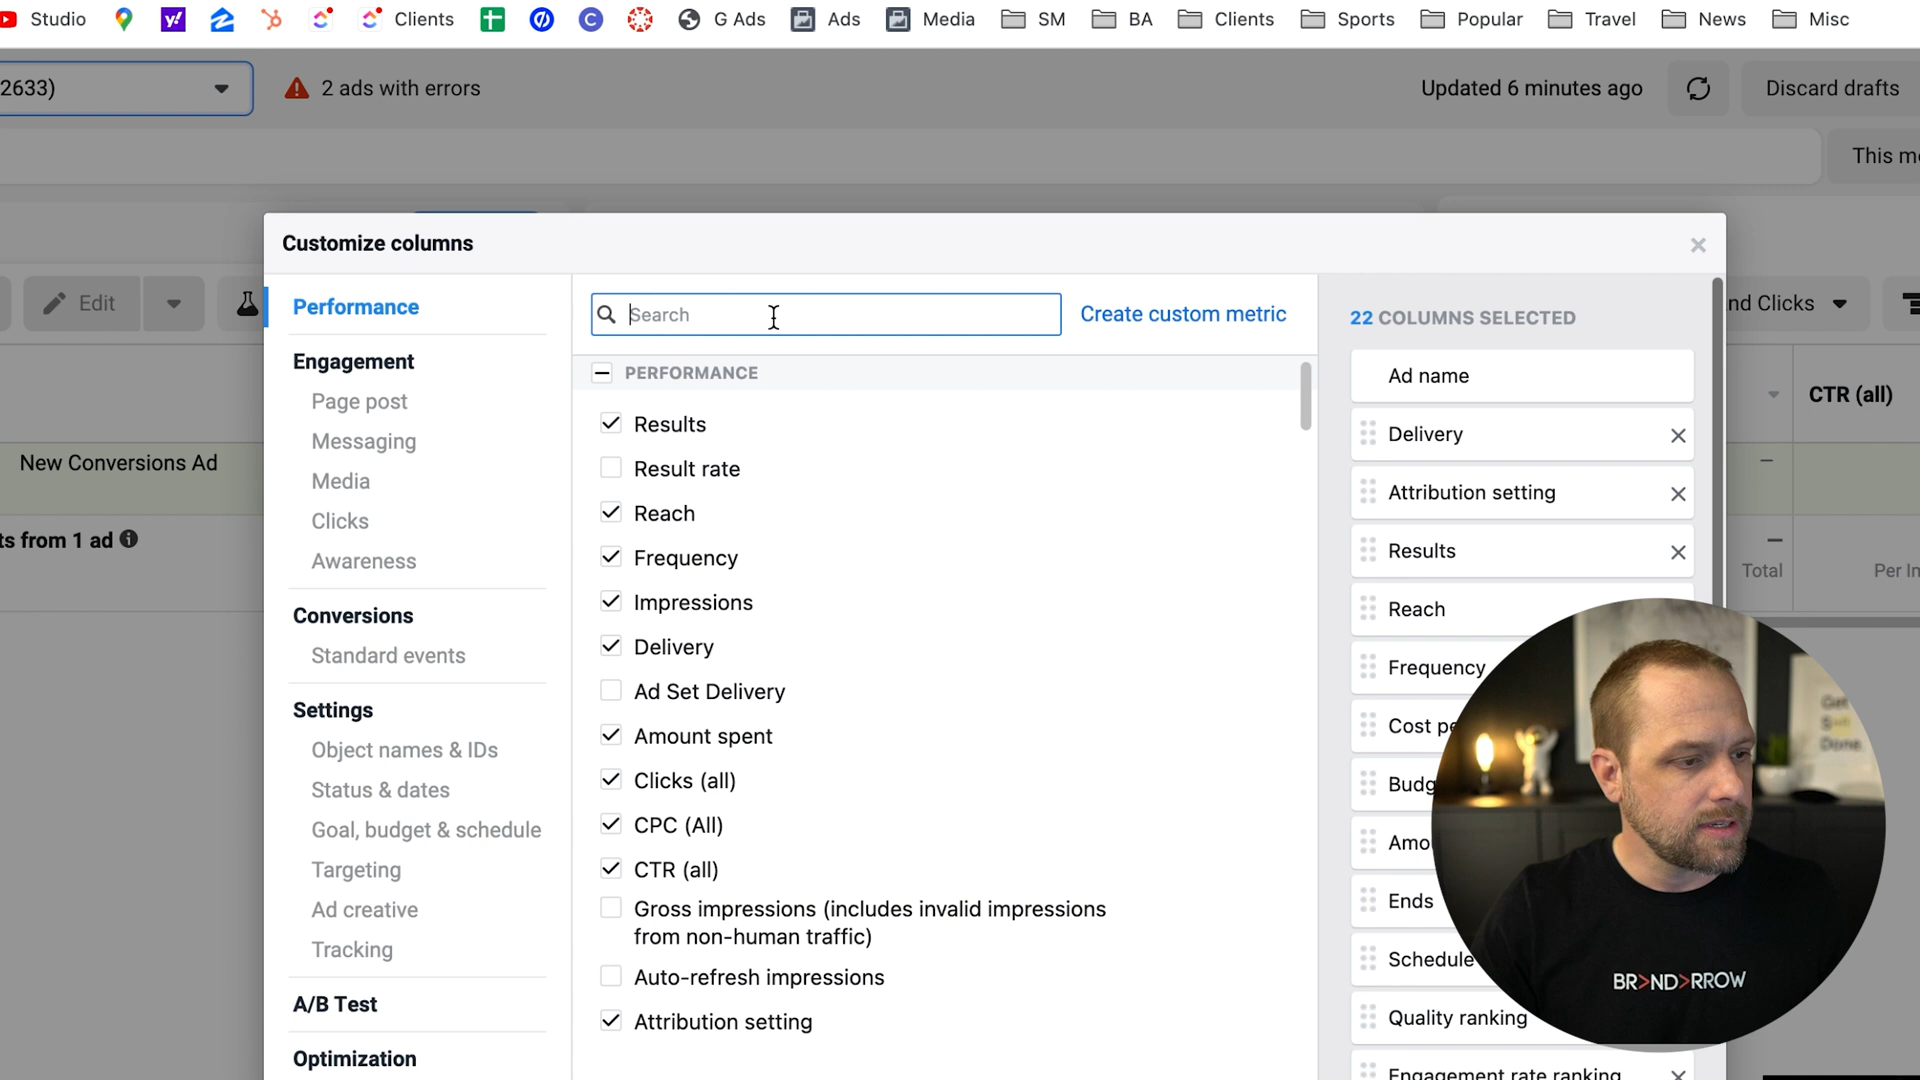 Studio
Clients
G Ads
Ads
Media
SM
BA
Clients
Sports
Popular
Travel
News
Misc
2633)
2 ads with errors
Updated 6 minutes ago
Discard drafts
This mo
Customize columns
Edit
Performance
Engagement
Page post
Messaging
Media
Clicks
Awareness
Conversions
Standard events
Settings
Object names & IDs
Status & dates
Goal, budget & schedule
Targeting
Ad creative
Tracking
A/B Test
Optimization
Search
Create custom metric
PERFORMANCE
Results
Result rate
Reach
Frequency
Impressions
Delivery
Ad Set Delivery
Amount spent
Clicks (all)
CPC (All)
CTR (all)
Gross impressions (includes invalid impressions
from non-human traffic)
Auto-refresh impressions
Attribution setting
22 COLUMNS SELECTED
Ad name
Delivery
Attribution setting
Results
Reach
Frequency
Cost pe
Budg
Amo
Ends
Schedule
Quality ranking
Engagement rate ranking
nd Clicks
CTR (all)
New Conversions Ad
ts from 1 ad
Total
Per Im
BR>ND>RROW